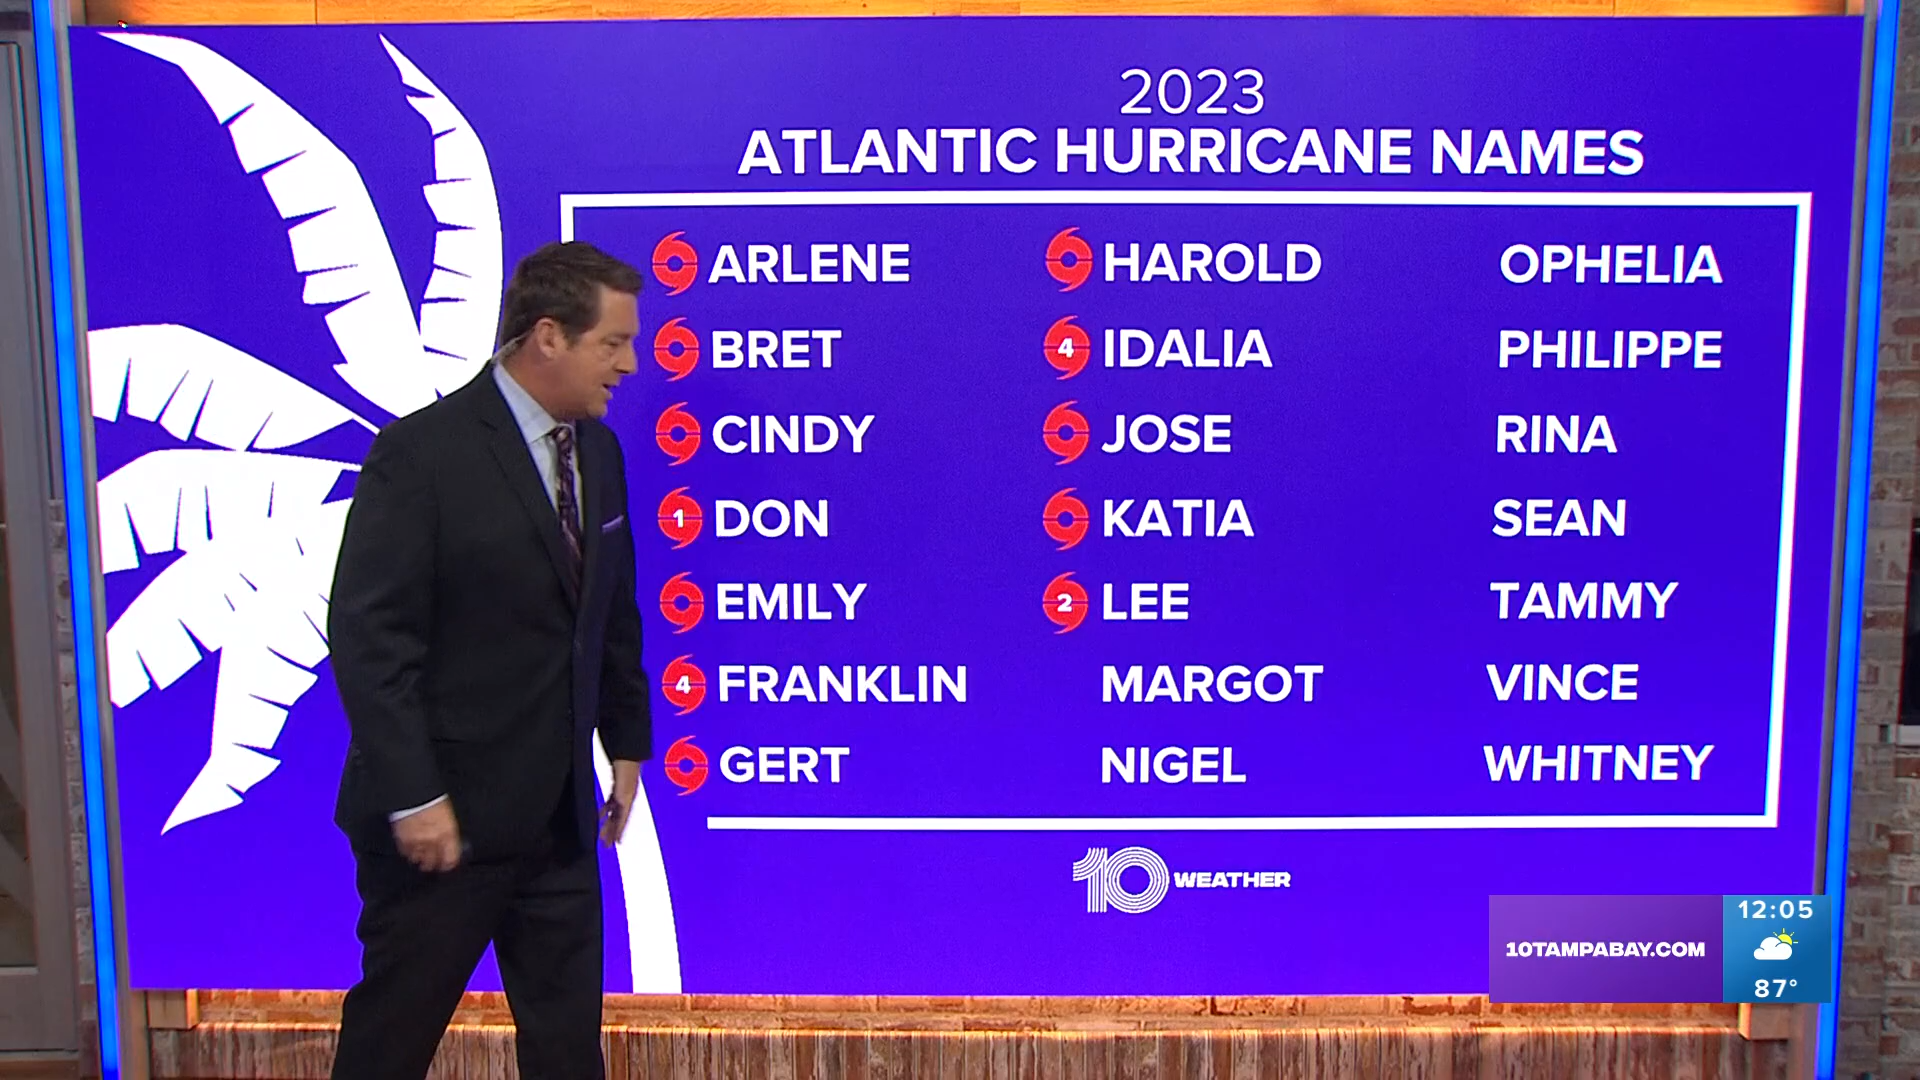 2023
ATLANTIC HURRICANE NAMES
ARLENE
BRET
CINDY
1 DON
EMILY
4 FRANKLIN
GERT
HAROLD
4 IDALIA
JOSE
KATIA
2 LEE
MARGOT
NIGEL
OPHELIA
PHILIPPE
RINA
SEAN
TAMMY
VINCE
WHITNEY
10 WEATHER
10TAMPABAY.COM
12:05
87°